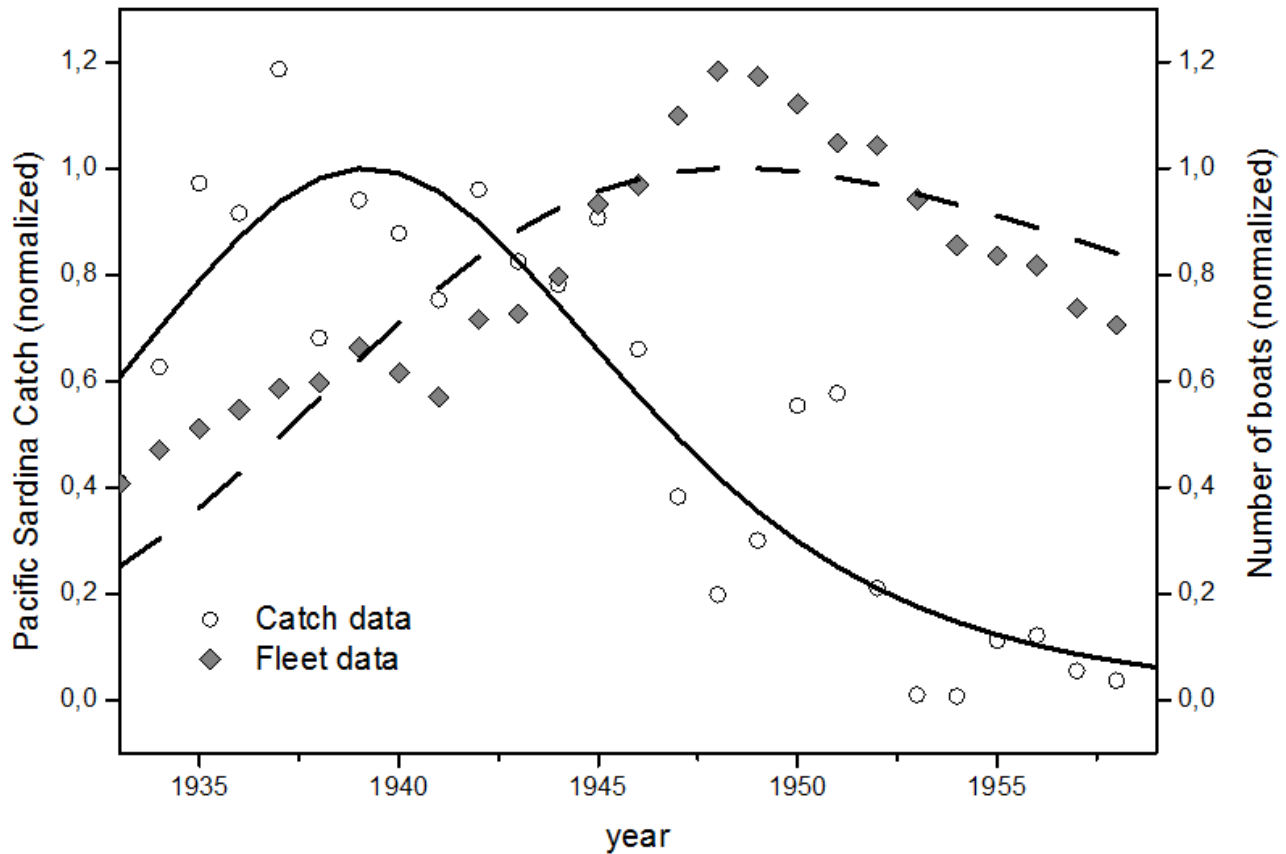 Pacific Sardina Catch (normalized)
1,2
1,0
0,8
0,6
0,4
0,2
0,0
Catch data
Fleet data
1,2
1,0
0,8
0,6
0,4
0,2
0,0
Number of boats (normalized)
1935 1940 1945 1950 1955
year